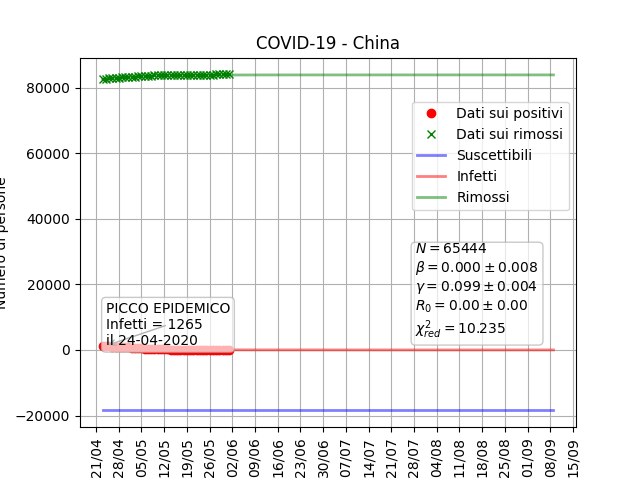 COVID-19 - China
Numero di persone
80000
60000
40000
20000
0
−20000
Dati sui positivi
Dati sui rimossi
Suscettibili
Infetti
Rimossi
N = 65444
β = 0.000 ± 0.008
γ = 0.099 ± 0.004
R₀ = 0.00 ± 0.00
χ²red = 10.235
PICCO EPIDEMICO
Infetti = 1265
il 24-04-2020
21/04
28/04
05/05
12/05
19/05
26/05
02/06
09/06
16/06
23/06
30/06
07/07
14/07
21/07
28/07
04/08
11/08
18/08
25/08
01/09
08/09
15/09